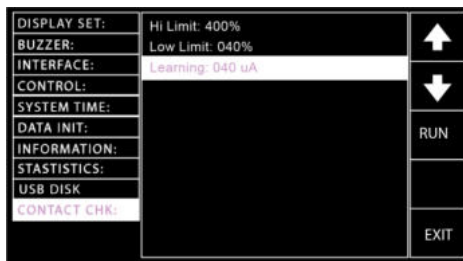 DISPLAY SET:
BUZZER:
INTERFACE:
CONTROL:
SYSTEM TIME:
DATA INIT:
INFORMATION:
STASTISTICS:
USB DISK
CONTACT CHK:
Hi Limit: 400%
Low Limit: 040%
Learning: 040 uA
RUN
EXIT